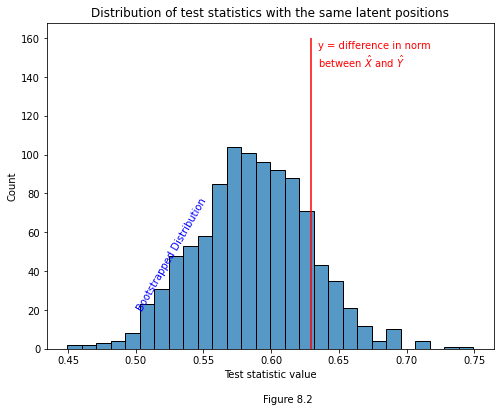 Distribution of test statistics with the same latent positions
160
140
120
100
80
60
40
20
0
Count
y = difference in norm
between X̂ and Ŷ
Bootstrapped Distribution
0.45 0.50 0.55 0.60 0.65 0.70 0.75
Test statistic value
Figure 8.2